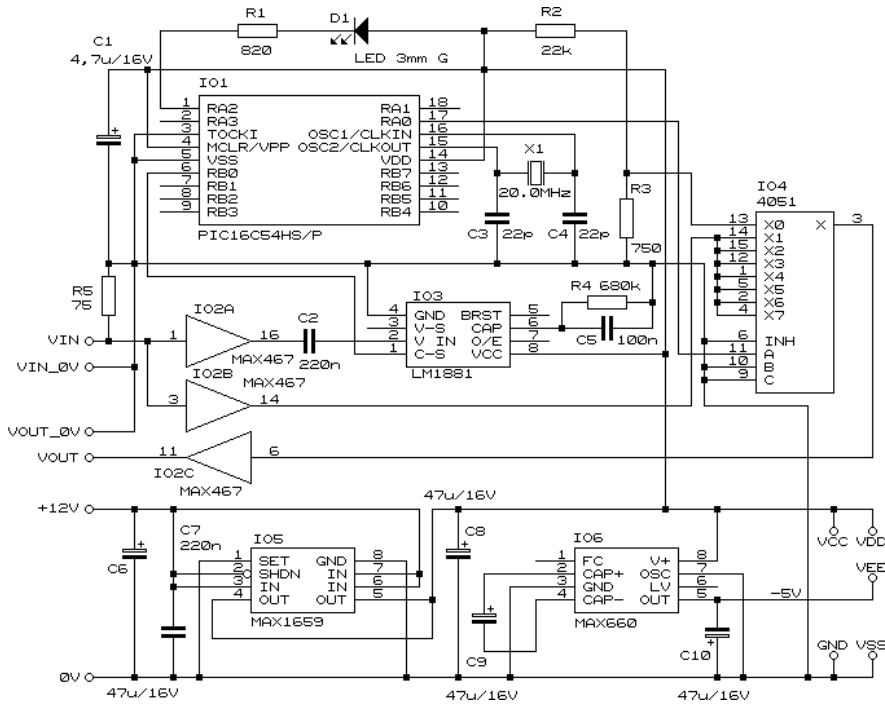 R1 D1 R2
C1 820 22k
4,7u/16V LED 3mm G
IO1
1 RA2 RA1 18
2 RA3 RA0 17
3 TOCKI OSC1/CLKIN 16
4 MCLR/VPP OSC2/CLKOUT 15
5 VSS VDD 14
6 RB0 RB7 13
7 RB1 RB6 12
8 RB2 RB5 11
9 RB3 RB4 10
PIC16C54HS/P
X1
20.0MHz
C3 22p C4 22p
R3
750
IO4
4051
13 X0 X 3
14 X1
15 X2
12 X3
1 X4
5 X5
2 X6
4 X7
6 INH
11 A
10 B
9 C
R5
75
IO3
4 GND BRST 5
3 V-S CAP 6
2 V IN O/E 7
1 C-S VCC 8
LM1881
R4 680k
C5 100n
VIN 1 IO2A 16 C2
MAX467 220n
VIN_0V IO2B MAX467
3 14
VOUT_0V
VOUT 11 6
IO2C
MAX467
47u/16V
+12V
C6
C7
220n
IO5
1 SET GND 8
2 SHDN IN 7
3 IN IN 6
4 OUT OUT 5
MAX1659
C8
IO6
1 FC V+ 8
2 CAP+ OSC 7
3 GND LV 6
4 CAP- OUT 5
MAX660
C9
C10
-5V
VCC VDD
VEE
GND VSS
0V
47u/16V 47u/16V 47u/16V